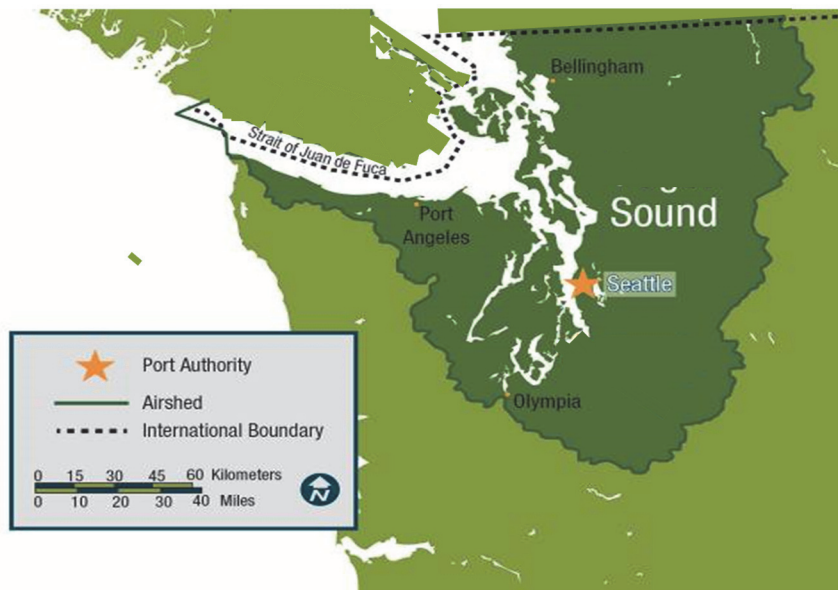 Bellingham
Strait of Juan de Fuca
Sound
Port
Angeles
Seattle
Olympia
Port Authority
Airshed
International Boundary
0 15 30 45 60 Kilometers
0 10 20 30 40 Miles
N